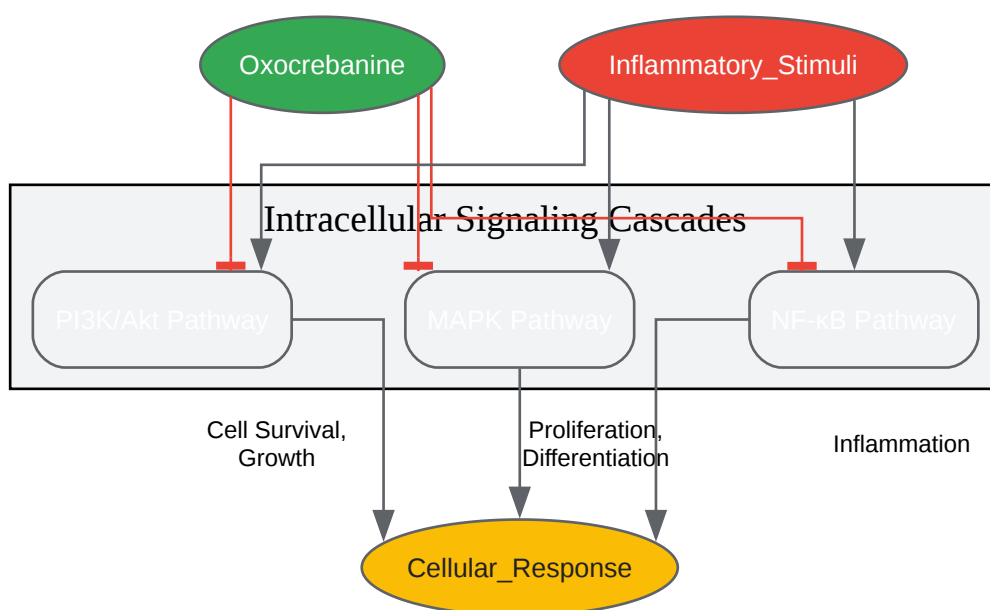 Oxocrebanine
Inflammatory_Stimuli
Intracellular Signaling Cascades
PI3K/Akt Pathway
MAPK Pathway
NF-κB Pathway
Cell Survival,
Growth
Proliferation,
Differentiation
Inflammation
Cellular_Response